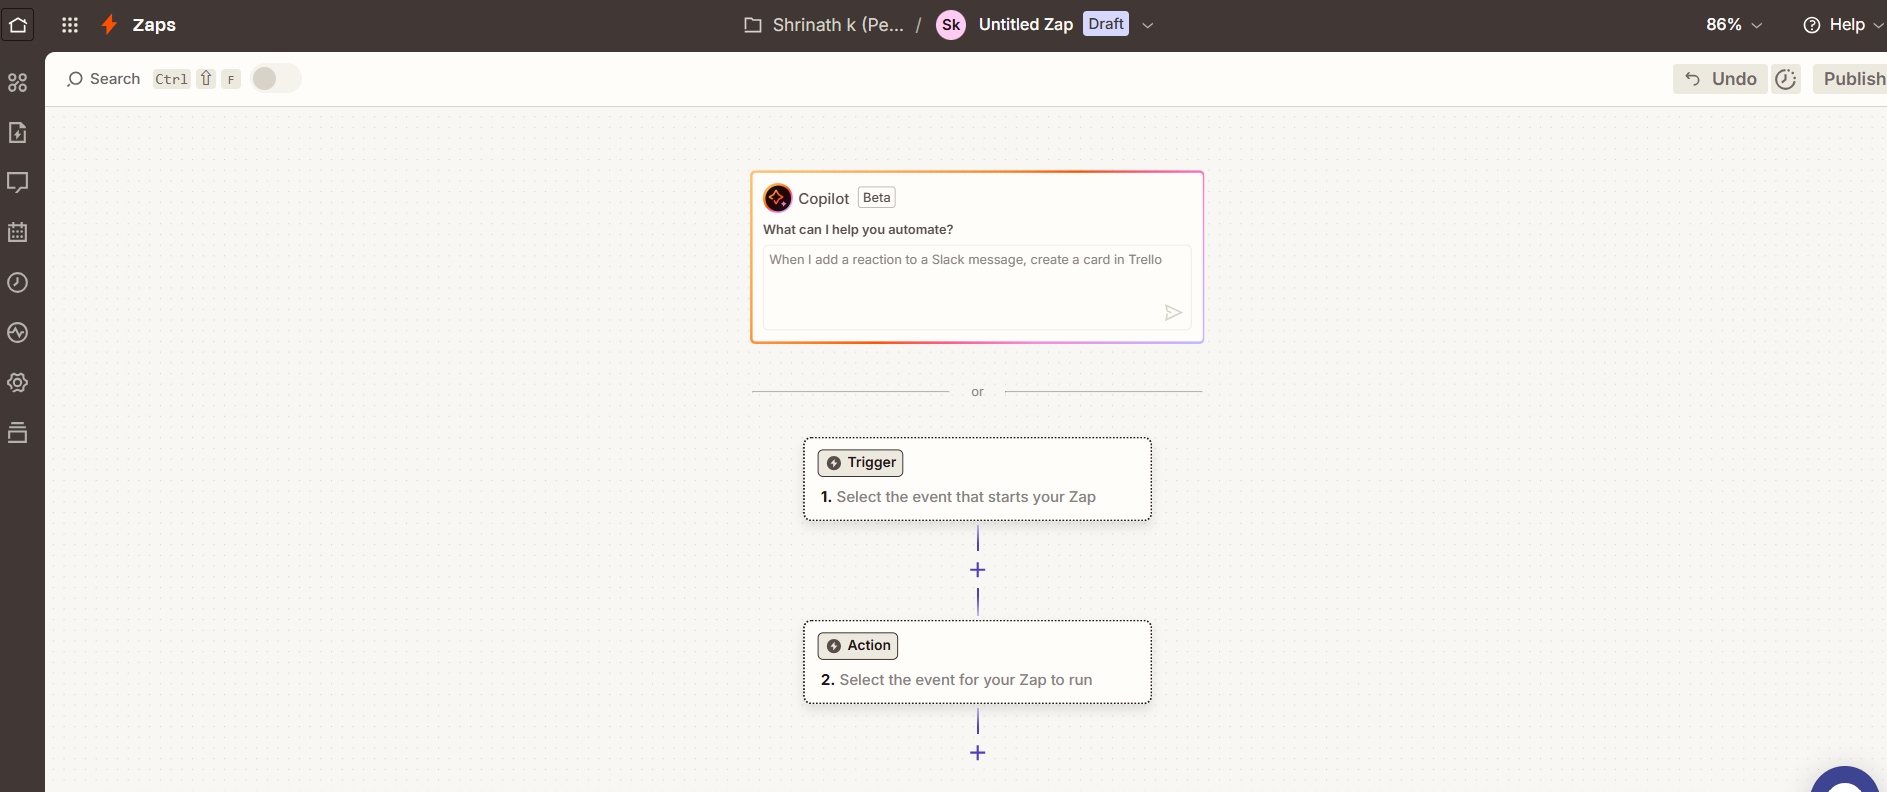 Zaps
Shrinath k (Pe... / Sk Untitled Zap Draft
86%
Help
Search Ctrl ⇧ F
Undo
Publish
Copilot Beta
What can I help you automate?
When I add a reaction to a Slack message, create a card in Trello
or
Trigger
1. Select the event that starts your Zap
Action
2. Select the event for your Zap to run